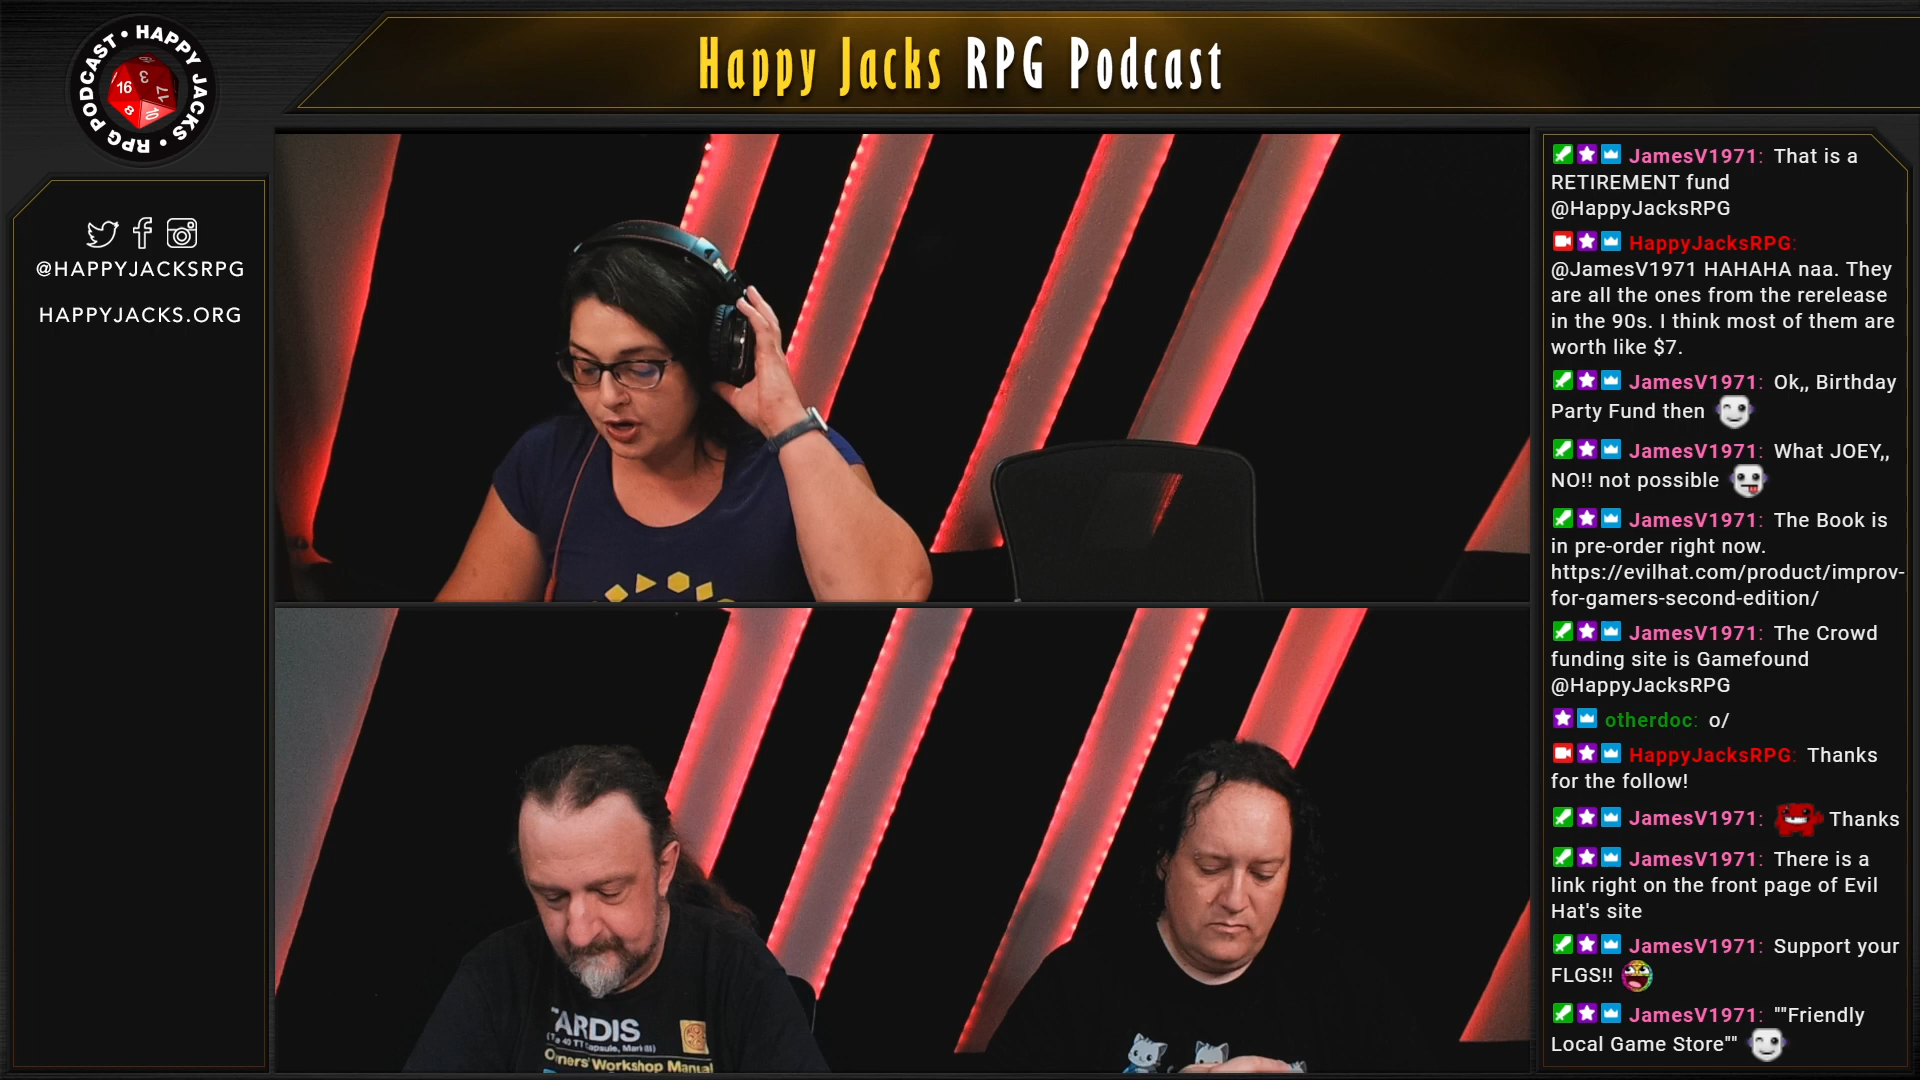 HAPPY JACKS • RPG PODCAST •
3
16
17
8
10
Happy Jacks RPG Podcast
@HAPPYJACKSRPG
HAPPYJACKS.ORG
JamesV1971: That is a
RETIREMENT fund
@HappyJacksRPG
HappyJacksRPG:
@JamesV1971 HAHAHA naa. They
are all the ones from the rerelease
in the 90s. I think most of them are
worth like $7.
JamesV1971: Ok,, Birthday
Party Fund then
JamesV1971: What JOEY,,
NO!! not possible
JamesV1971: The Book is
in pre-order right now.
https://evilhat.com/product/improv-
for-gamers-second-edition/
JamesV1971: The Crowd
funding site is Gamefound
@HappyJacksRPG
otherdoc: o/
HappyJacksRPG: Thanks
for the follow!
JamesV1971: Thanks
JamesV1971: There is a
link right on the front page of Evil
Hat's site
JamesV1971: Support your
FLGS!!
JamesV1971: ""Friendly
Local Game Store""
ARDIS
Owners' Workshop Manual